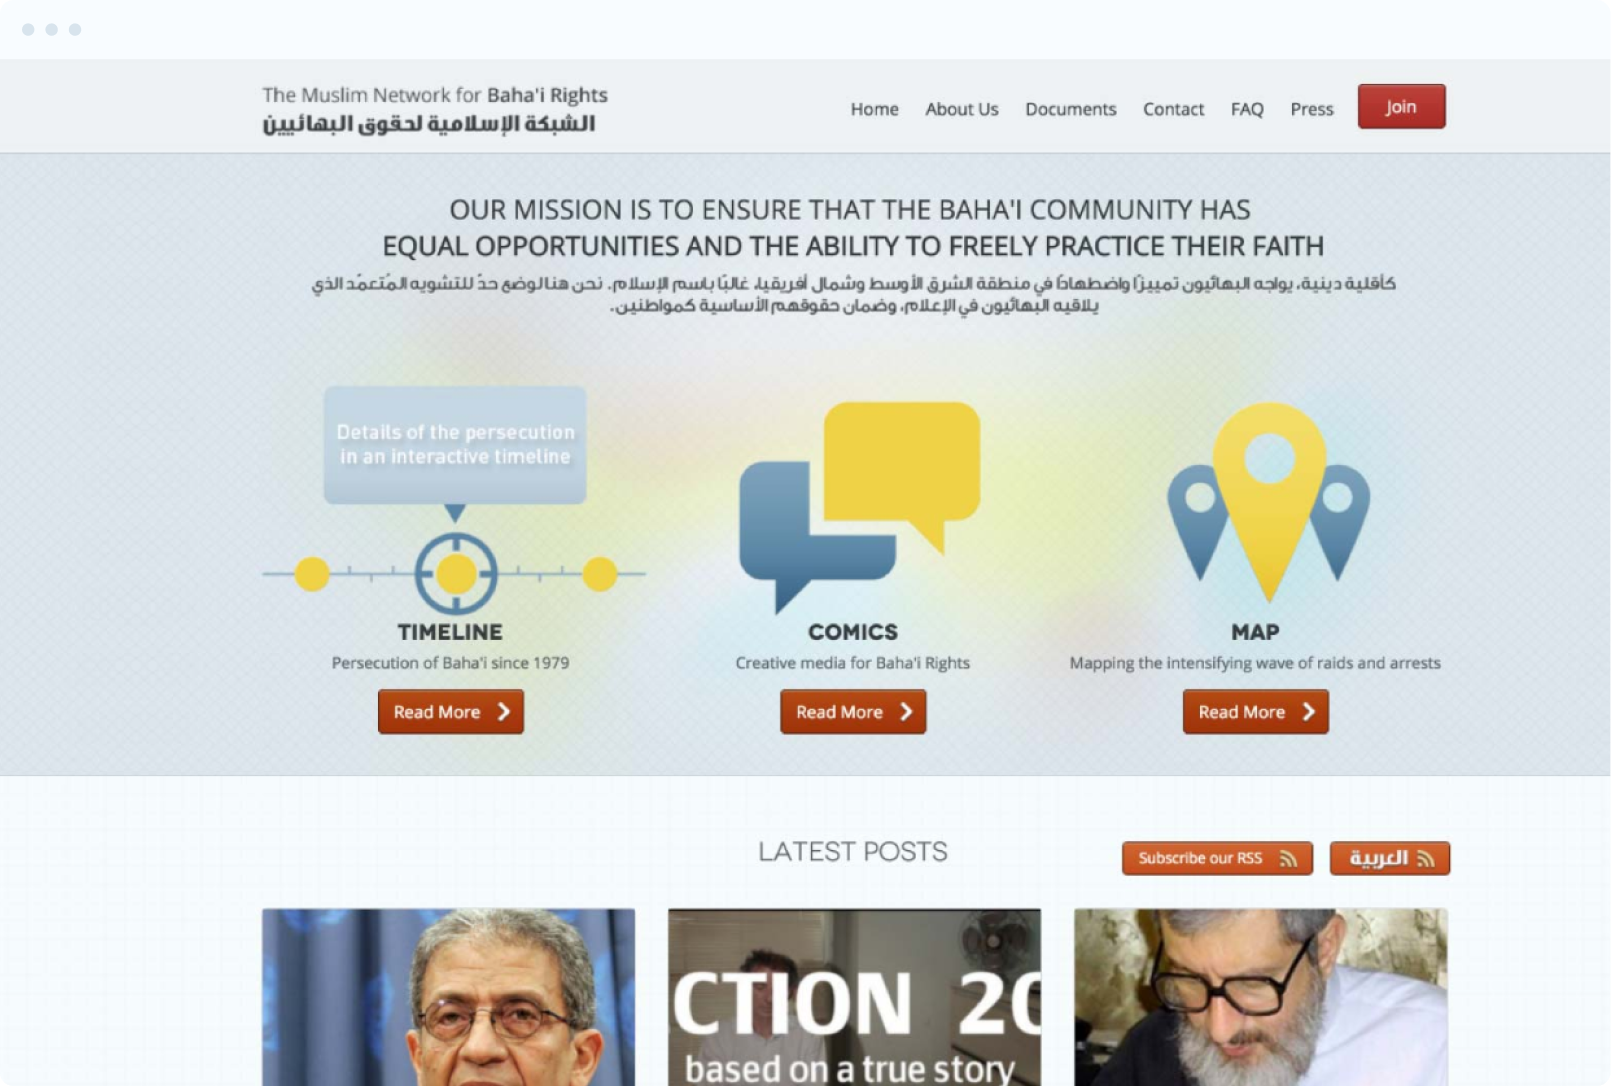 The Muslim Network for Baha'i Rights
الشبكة الإسلامية لحقوق البهائيين
Home About Us Documents Contact FAQ Press Join
OUR MISSION IS TO ENSURE THAT THE BAHA'I COMMUNITY HAS
EQUAL OPPORTUNITIES AND THE ABILITY TO FREELY PRACTICE THEIR FAITH
كأقلية دينية، يواجه البهائيون تمييزًا واضطهادًا في منطقة الشرق الأوسط وشمال أفريقيا، غالبًا باسم الإسلام. نحن هنا لوضع حدّ للتشويه المُتعمّد الذي
يلاقيه البهائيون في الإعلام، وضمان حقوقهم الأساسية كمواطنين.
Details of the persecution
in an interactive timeline
TIMELINE
Persecution of Baha'i since 1979
Read More
COMICS
Creative media for Baha'i Rights
Read More
MAP
Mapping the intensifying wave of raids and arrests
Read More
LATEST POSTS
Subscribe our RSS
العربية
CTION 20
based on a true story